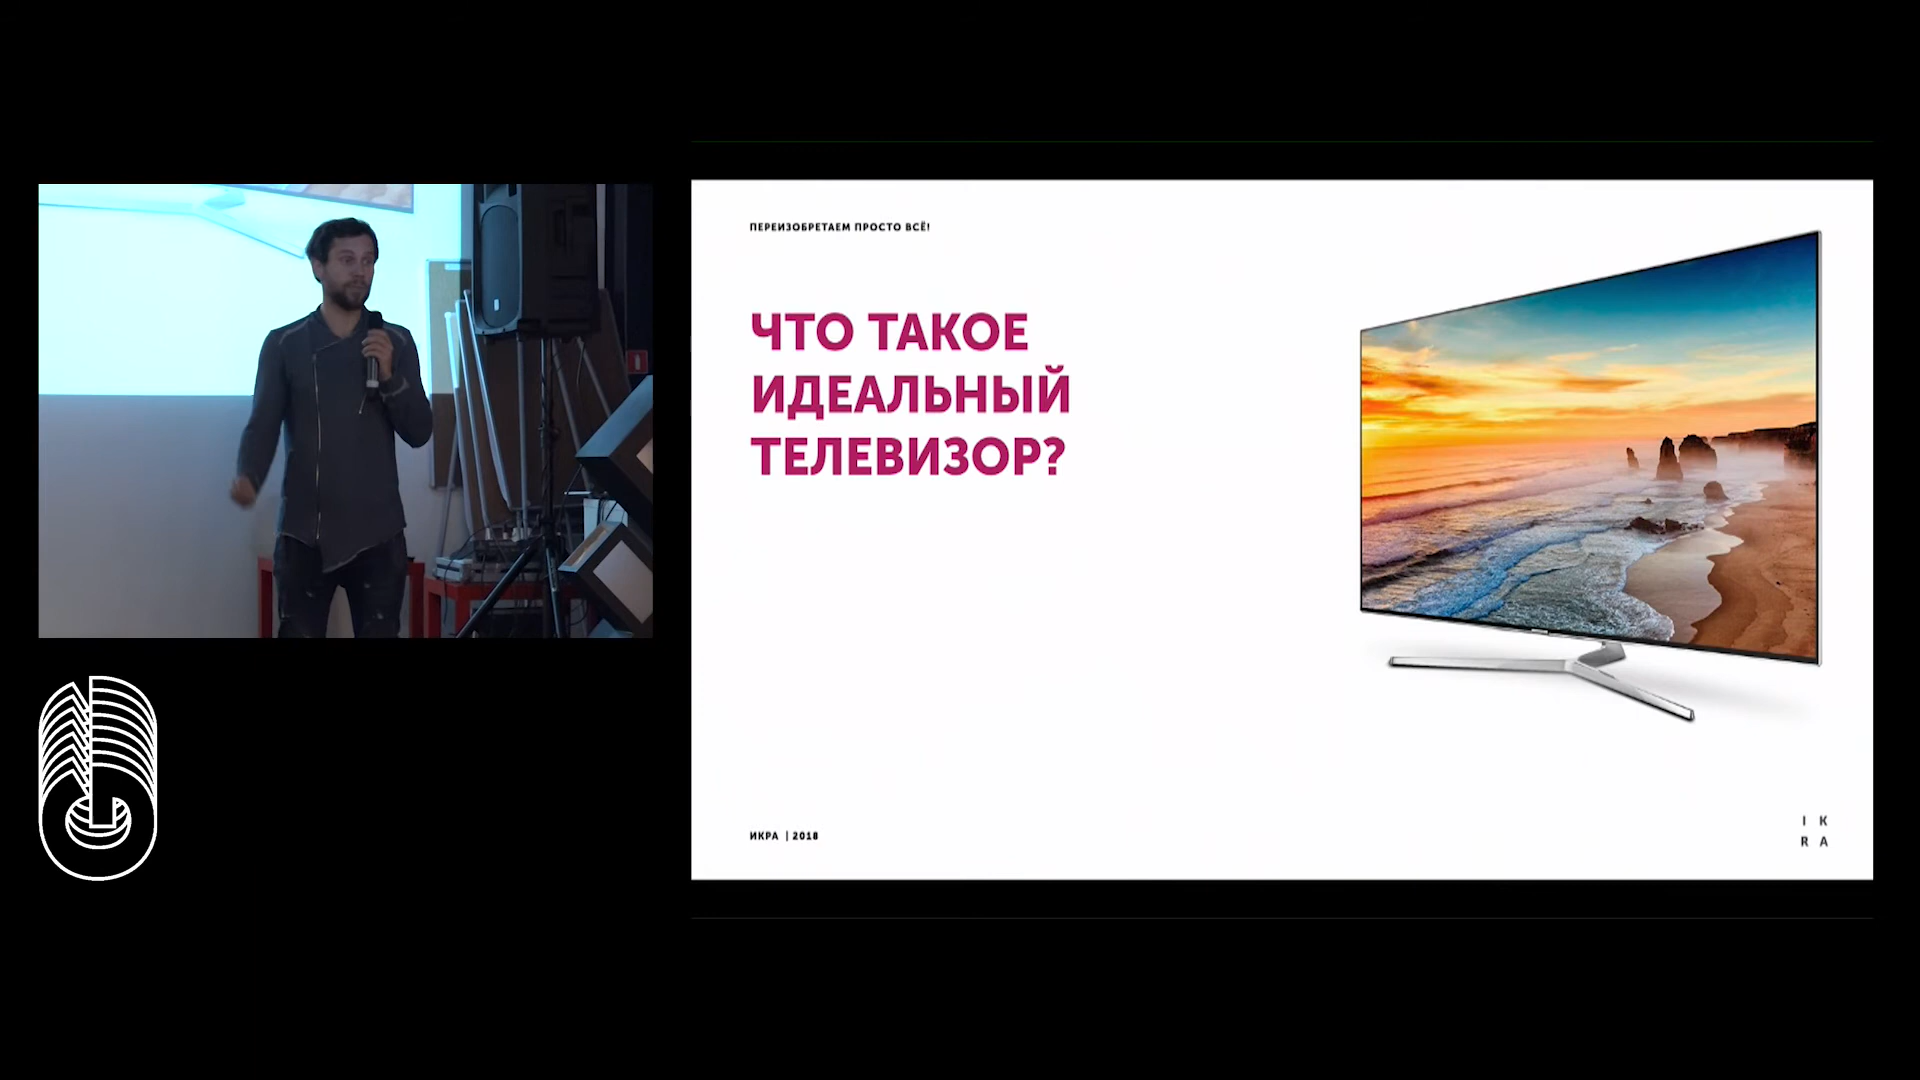 ПЕРЕИЗОБРЕТАЕМ ПРОСТО ВСЁ!
ЧТО ТАКОЕ
ИДЕАЛЬНЫЙ
ТЕЛЕВИЗОР?
ИКРА | 2018
I K
R A